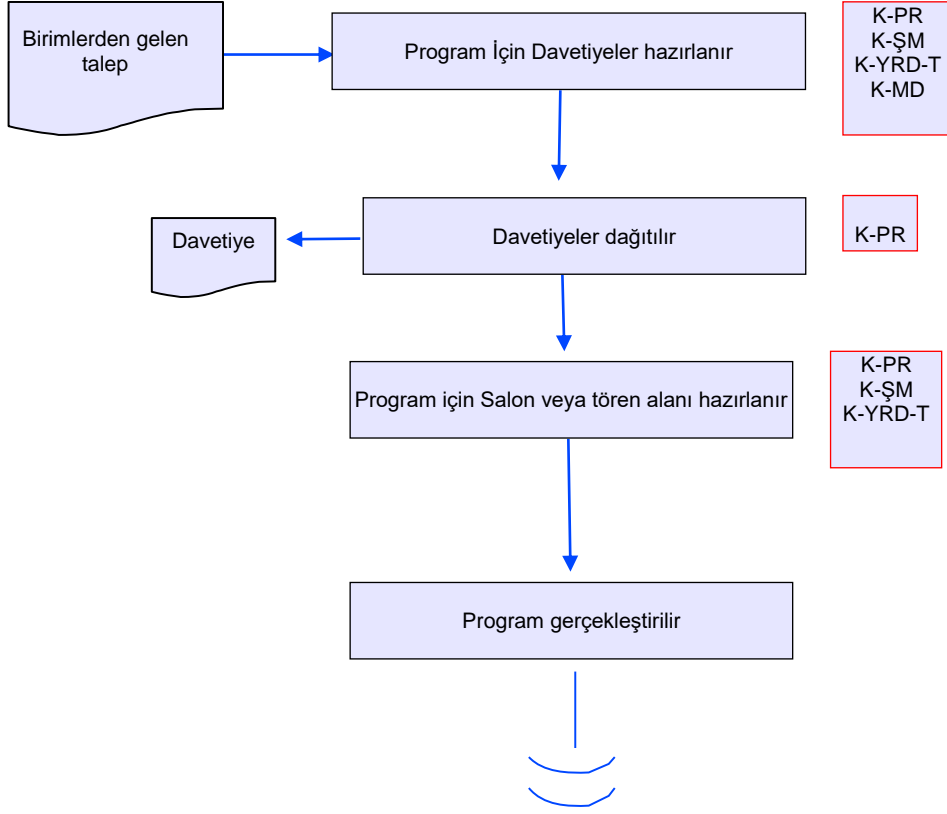 Birimlerden gelen
talep
Program İçin Davetiyeler hazırlanır
K-PR
K-ŞM
K-YRD-T
K-MD
Davetiye
Davetiyeler dağıtılır
K-PR
Program için Salon veya tören alanı hazırlanır
K-PR
K-ŞM
K-YRD-T
Program gerçekleştirilir